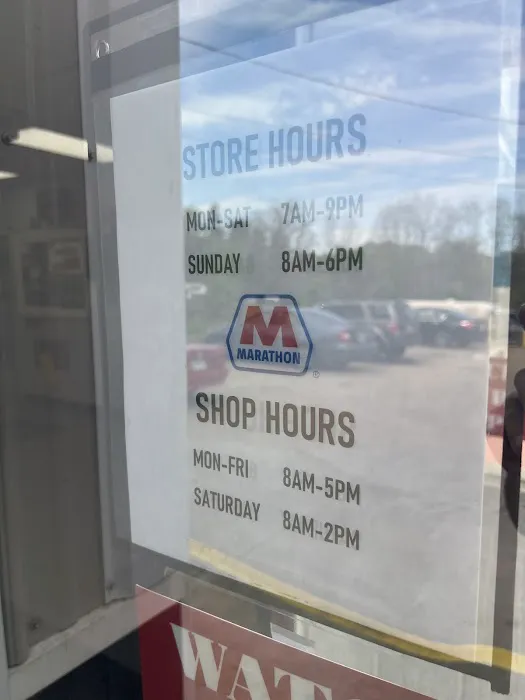 STORE HOURS
MON-SAT 7AM-9PM
SUNDAY 8AM-6PM
M
MARATHON
®
SHOP HOURS
MON-FRI 8AM-5PM
SATURDAY 8AM-2PM